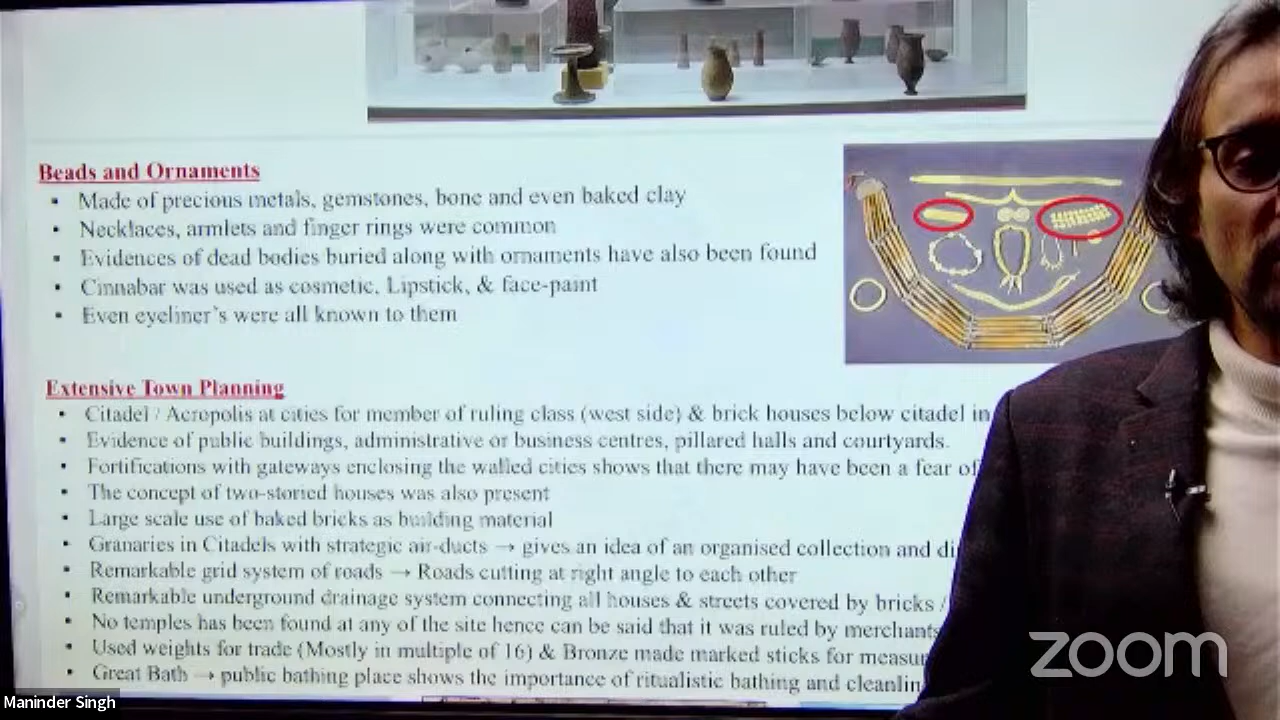 Beads and Ornaments
▪ Made of precious metals, gemstones, bone and even baked clay
▪ Necklaces, armlets and finger rings were common
▪ Evidences of dead bodies buried along with ornaments have also been found
▪ Cinnabar was used as cosmetic, Lipstick, & face-paint
▪ Even eyeliner's were all known to them
Extensive Town Planning
▪ Citadel / Acropolis at cities for member of ruling class (west side) & brick houses below citadel in
▪ Evidence of public buildings, administrative or business centres, pillared halls and courtyards.
▪ Fortifications with gateways enclosing the walled cities shows that there may have been a fear of
▪ The concept of two-storied houses was also present
▪ Large scale use of baked bricks as building material
▪ Granaries in Citadels with strategic air-ducts → gives an idea of an organised collection and
▪ Remarkable grid system of roads → Roads cutting at right angle to each other
▪ Remarkable underground drainage system connecting all houses & streets covered by bricks /
▪ No temples has been found at any of the site hence can be said that it was ruled by merchants
▪ Used weights for trade (Mostly in multiple of 16) & Bronze made marked sticks for
▪ Great Bath → public bathing place shows the importance of ritualistic bathing and
zoom
Maninder Singh